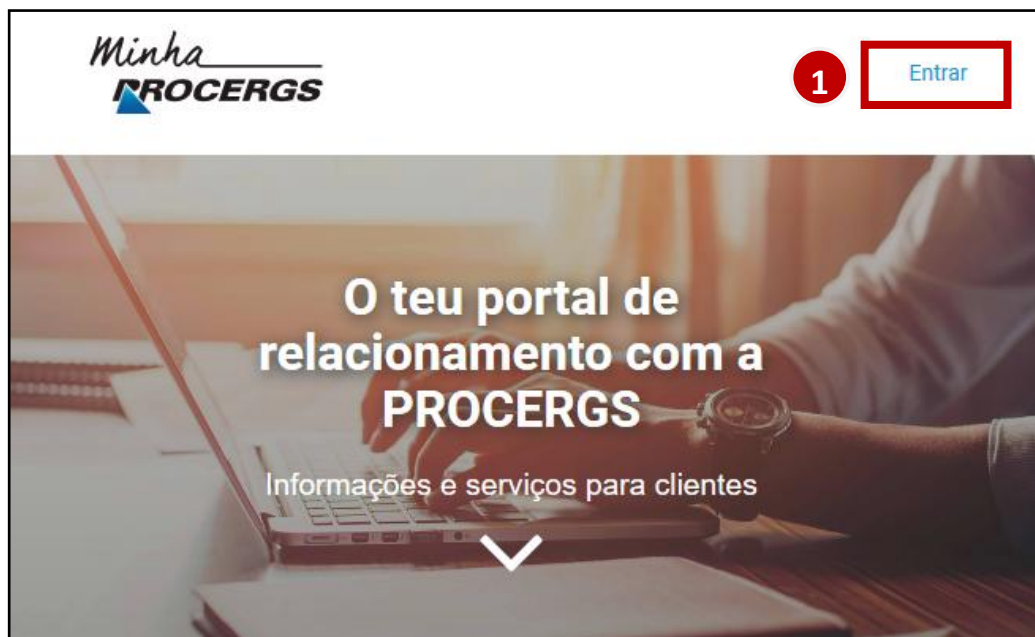 Minha
PROCERGS
1
Entrar
O teu portal de
relacionamento com a
PROCERGS
Informações e serviços para clientes